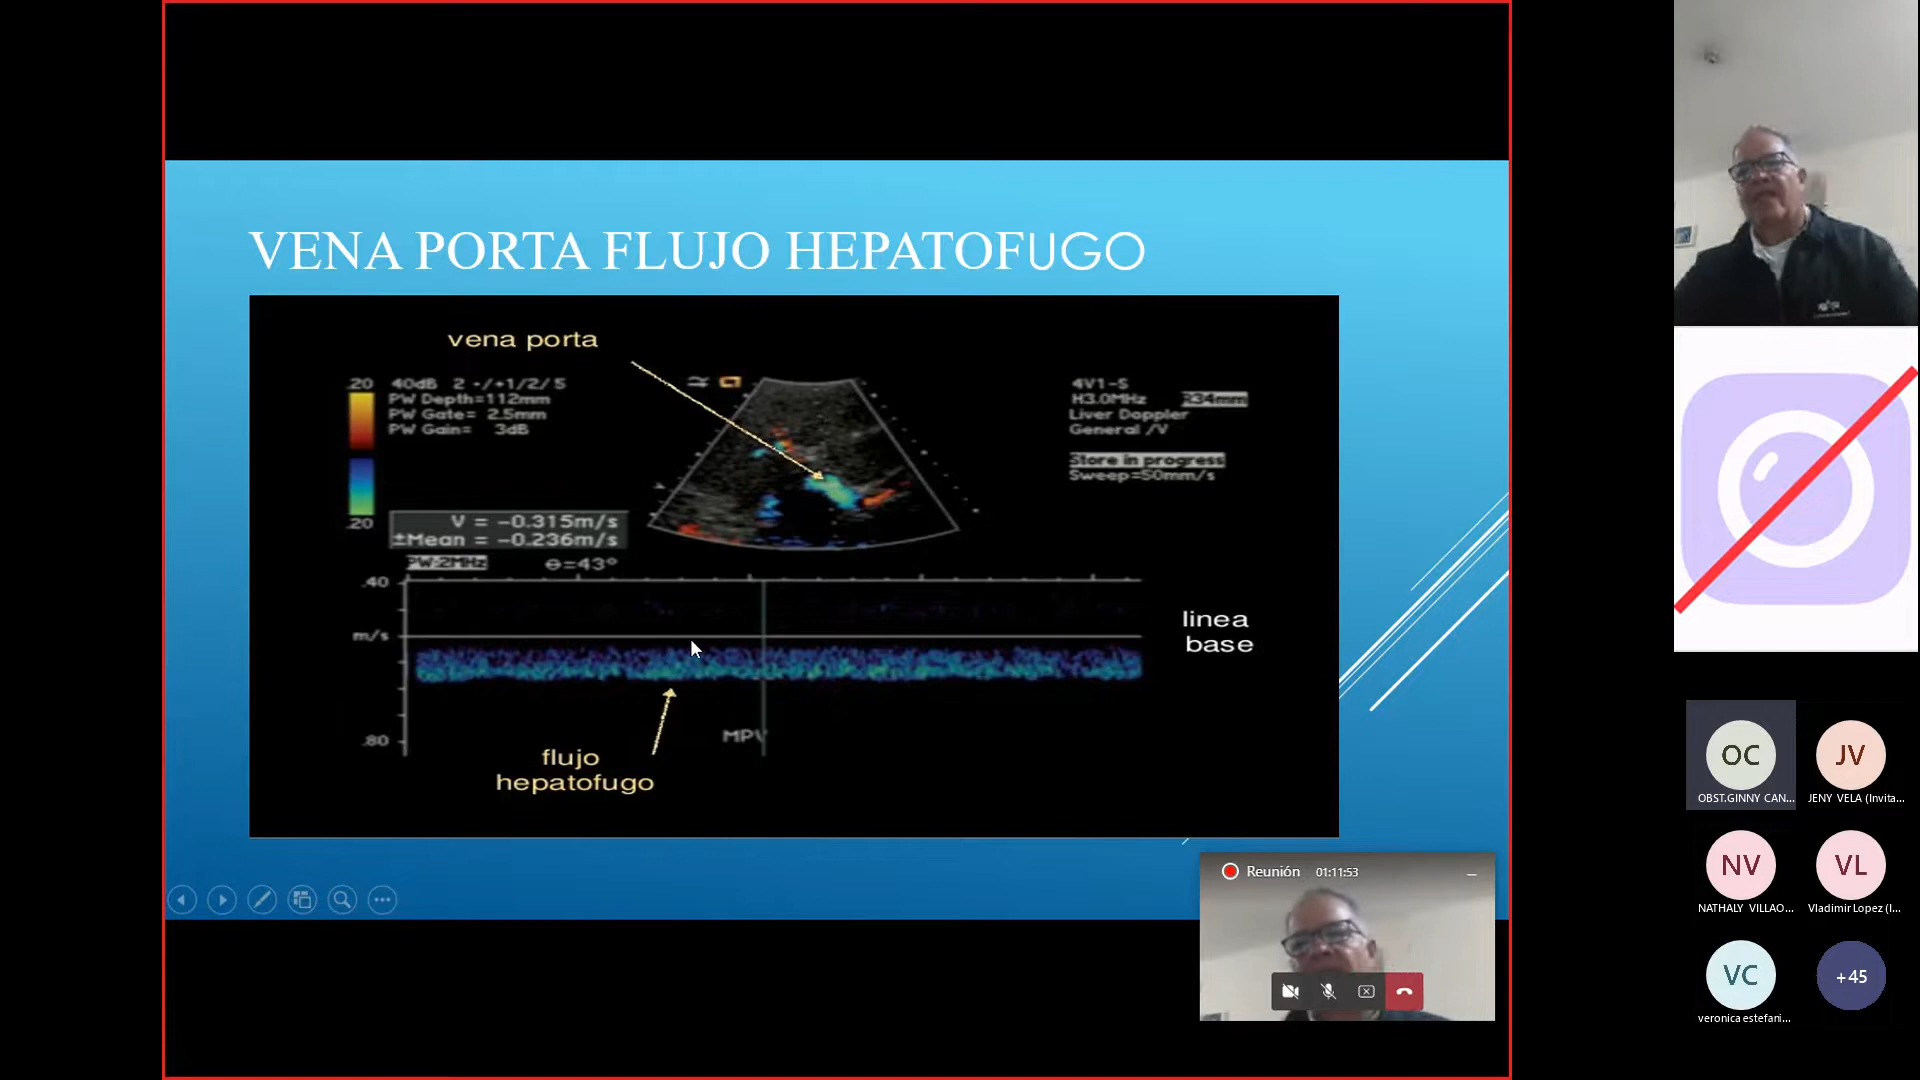 VENA PORTA FLUJO HEPATOFUGO
vena porta
.20
40dB 2 +/+1/2/5
PW Depth=112mm
PW Gate= 2.5mm
PW Gain= 3dB
.20
V = -0.315m/s
±Mean = -0.236m/s
PW:2MHz
Θ=43°
4V1-S
H3.0MHz R34mm
Liver Doppler
General /V
Store in progress
Sweep=50mm/s
.40
m/s
.80
MPV
linea
base
flujo
hepatofugo
Reunión 01:11:53
OC
OBST.GINNY CAN...
JV
JENY VELA (Invita...
NV
NATHALY VILLAO...
VL
Vladimir Lopez (I...
VC
veronica estefani...
+45